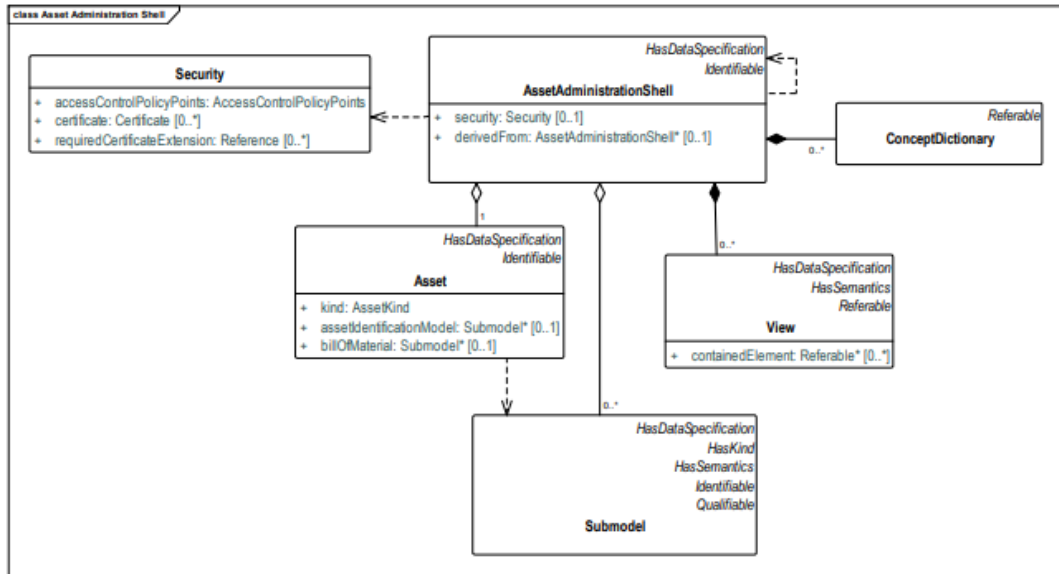 class Asset Administration Shell
Security
+ accessControlPolicyPoints: AccessControlPolicyPoints
+ certificate: Certificate [0..*]
+ requiredCertificateExtension: Reference [0..*]
HasDataSpecification
Identifiable
AssetAdministrationShell
+ security: Security [0..1]
+ derivedFrom: AssetAdministrationShell* [0..1]
Referable
ConceptDictionary
0..*
1
HasDataSpecification
Identifiable
Asset
+ kind: AssetKind
+ assetIdentificationModel: Submodel* [0..1]
+ billOfMaterial: Submodel* [0..1]
0..*
HasDataSpecification
HasSemantics
Referable
View
+ containedElement: Referable* [0..*]
0..*
HasDataSpecification
HasKind
HasSemantics
Identifiable
Qualifiable
Submodel